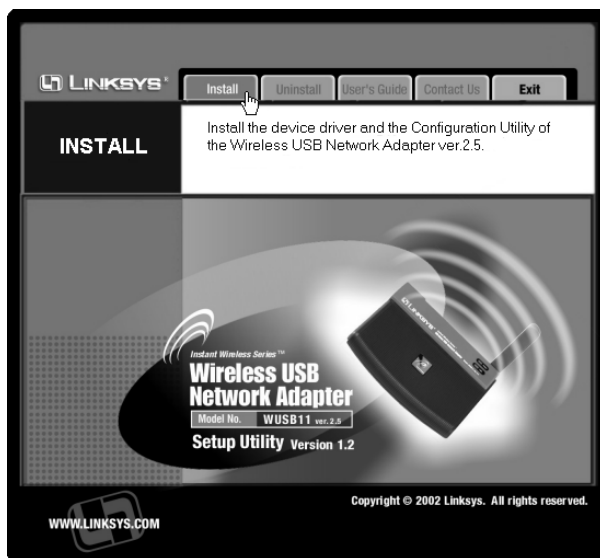 LINKSYS®
Install
Uninstall
User's Guide
Contact Us
Exit
INSTALL
Install the device driver and the Configuration Utility of
the Wireless USB Network Adapter ver.2.5.
LINKSYS
Instant Wireless Series™
Wireless USB
Network Adapter
Model No. WUSB11 ver. 2.5
Setup Utility Version 1.2
Copyright © 2002 Linksys. All rights reserved.
WWW.LINKSYS.COM